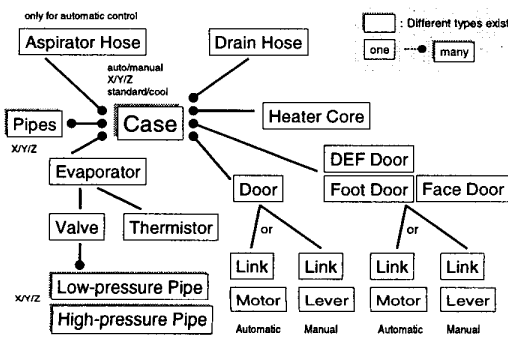 only for automatic control
Aspirator Hose
Drain Hose
: Different types exist
one
many
auto/manual
X/Y/Z
standard/cool
Pipes
Case
Heater Core
X/Y/Z
Evaporator
DEF Door
Door
Foot Door
Face Door
Valve
Thermistor
or
or
Link
Link
Link
Link
X/Y/Z
Low-pressure Pipe
Motor
Lever
Motor
Lever
High-pressure Pipe
Automatic
Manual
Automatic
Manual